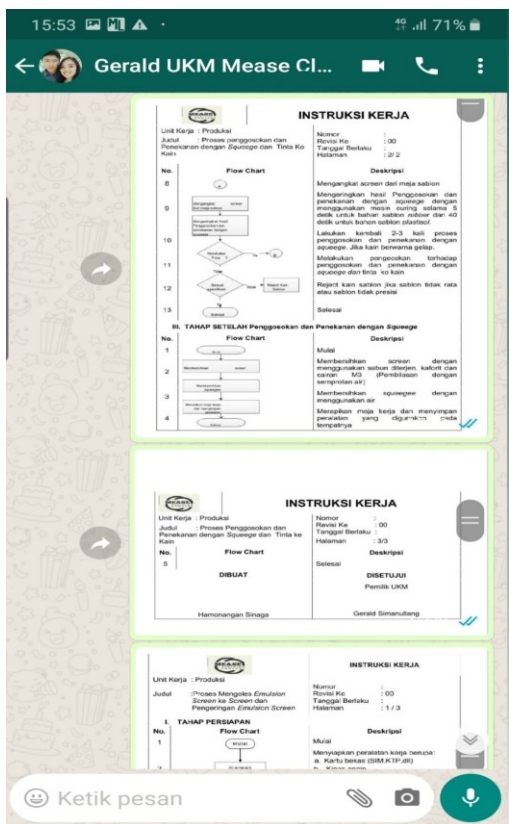 15:53
4G
71%
Gerald UKM Mease Cl...
INSTRUKSI KERJA
Unit Kerja : Produksi
Judul : Proses penggosokan dan
Penekanan dengan Squeege dan Tinta Ke
Kain
Nomor :
Revisi Ke : 00
Tanggal Berlaku :
Halaman : 2/ 2
No. Flow Chart Deskripsi
8 Mengangkat screen dari meja sablon
9 Mengeringkan hasil Penggosokan dan
penekanan dengan squeege dengan
menggunakan mesin curing selama 5
detik untuk bahan sablon rubber dan 40
detik untuk bahan sablon plastisol.
10 Lakukan kembali 2-3 kali proses
penggosokan dan penekanan dengan
squeege. Jika kain berwarna gelap.
11 Melakukan pengecekan terhadap
penggosokan dan penekanan dengan
squeege dan tinta ke kain
12 Reject kain sablon jika sablon tidak rata
atau sablon tidak presisi
13 Selesai
III. TAHAP SETELAH Penggosokan dan Penekanan dengan Squeege
No. Flow Chart Deskripsi
1 Mulai
2 Membersihkan screen dengan
menggunakan sabun diterjen, kaforit dan
cairan M3 (Pembilasan dengan
semprotan air)
3 Membersihkan squeegee dengan
menggunakan air
4 Merapikan meja kerja dan menyimpan
peralatan yang digunakan pada
tempatnya
INSTRUKSI KERJA
Unit Kerja : Produksi
Judul : Proses Penggosokan dan
Penekanan dengan Squeege dan Tinta ke
Kain
Nomor :
Revisi Ke : 00
Tanggal Berlaku :
Halaman : 3/3
No. Flow Chart Deskripsi
5 Selesai
DIBUAT DISETUJUI
Pemilik UKM
Hamonangan Sinaga Gerald Simanullang
INSTRUKSI KERJA
Unit Kerja : Produksi
Judul :Proses Mengoles Emulsion
Screen ke Screen dan
Pengeringan Emulsion Screen
Nomor :
Revisi Ke : 00
Tanggal Berlaku :
Halaman : 1 / 3
I. TAHAP PERSIAPAN
No. Flow Chart Deskripsi
1 Mulai Mulai
Menyiapkan peralatan kerja berupa:
a. Kartu bekas (SIM,KTP,dll)
Ketik pesan